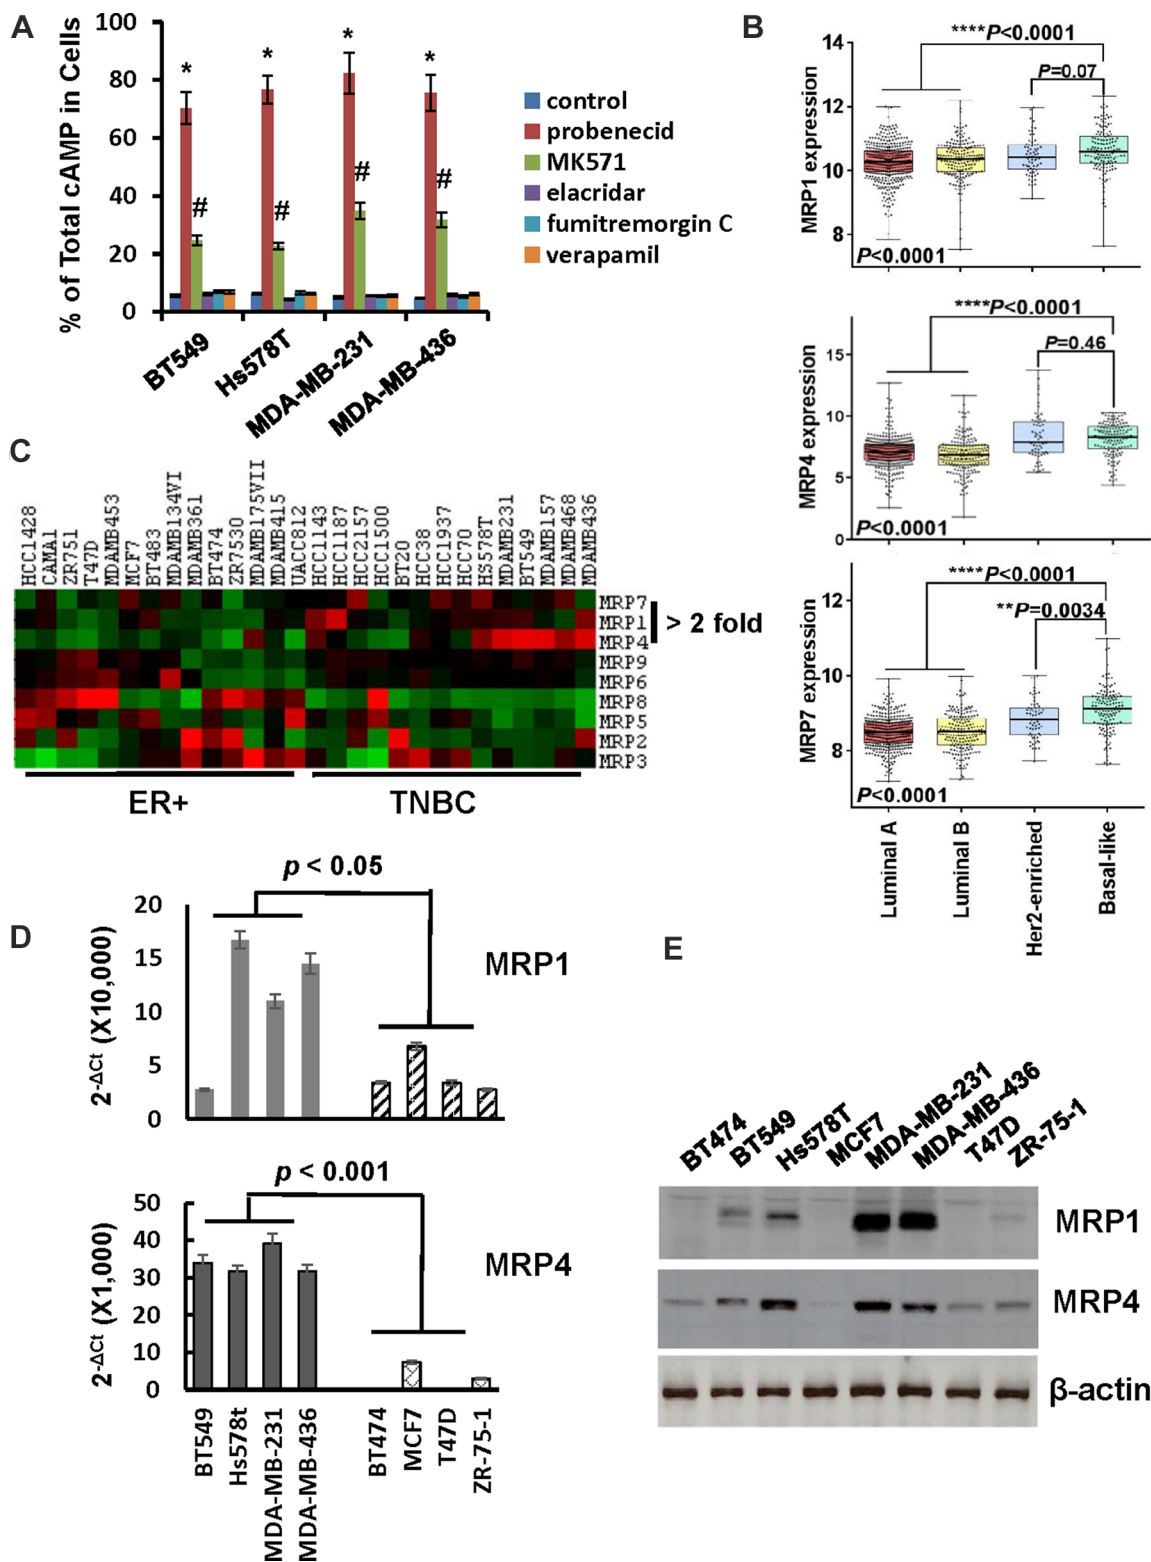 A
% of Total cAMP in Cells
100
80
60
40
20
0
*
*
*
*
#
#
#
#
control
probenecid
MK571
elacridar
fumitremorgin C
verapamil
BT549
Hs578T
MDA-MB-231
MDA-MB-436
B
****P<0.0001
P=0.07
MRP1 expression
14
12
10
8
P<0.0001
****P<0.0001
P=0.46
MRP4 expression
15
10
5
0
P<0.0001
****P<0.0001
**P=0.0034
MRP7 expression
12
10
8
P<0.0001
Luminal A
Luminal B
Her2-enriched
Basal-like
C
HCC1428
CAMA1
ZR751
T47D
MDAMB453
MCF7
BT483
MDAMB134VI
MDAMB361
BT474
ZR7530
MDAMB175VII
MDAMB415
UACC812
HCC1143
HCC1187
HCC2157
HCC1500
BT20
HCC38
HCC1937
HCC70
HS578T
MDAMB231
BT549
MDAMB157
MDAMB468
MDAMB436
MRP7
MRP1
MRP4
MRP9
MRP6
MRP8
MRP5
MRP2
MRP3
> 2 fold
ER+
TNBC
D
p < 0.05
2-ΔCt (X10,000)
20
15
10
5
0
MRP1
p < 0.001
2-ΔCt (X1,000)
50
40
30
20
10
0
MRP4
BT549
Hs578t
MDA-MB-231
MDA-MB-436
BT474
MCF7
T47D
ZR-75-1
E
BT474
BT549
Hs578T
MCF7
MDA-MB-231
MDA-MB-436
T47D
ZR-75-1
MRP1
MRP4
β-actin